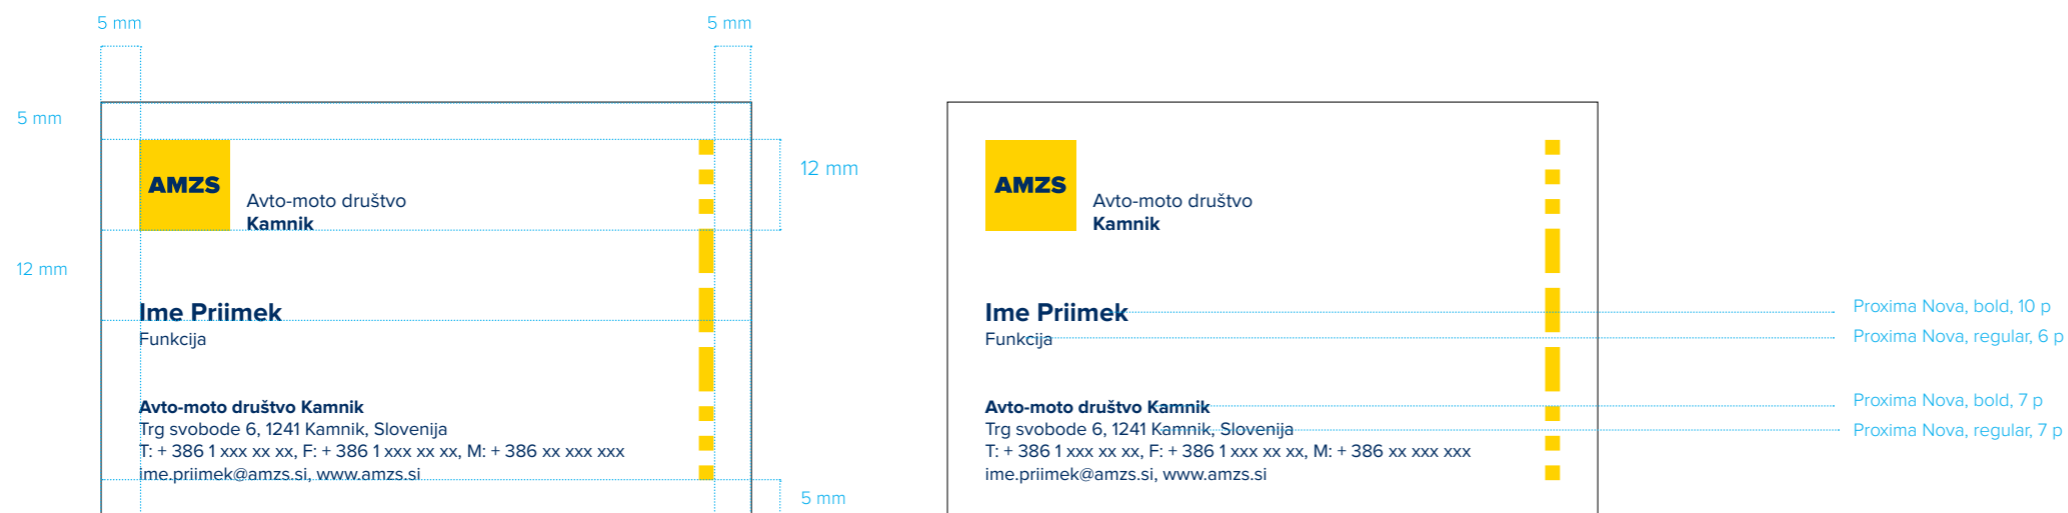 5 mm
5 mm
5 mm
12 mm
12 mm
AMZS
Avto-moto društvo
Kamnik
Ime Priimek
Funkcija
Avto-moto društvo Kamnik
Trg svobode 6, 1241 Kamnik, Slovenija
T: + 386 1 xxx xx xx, F: + 386 1 xxx xx xx, M: + 386 xx xxx xxx
ime.priimek@amzs.si, www.amzs.si
5 mm
AMZS
Avto-moto društvo
Kamnik
Ime Priimek
Funkcija
Avto-moto društvo Kamnik
Trg svobode 6, 1241 Kamnik, Slovenija
T: + 386 1 xxx xx xx, F: + 386 1 xxx xx xx, M: + 386 xx xxx xxx
ime.priimek@amzs.si, www.amzs.si
Proxima Nova, bold, 10 p
Proxima Nova, regular, 6 p
Proxima Nova, bold, 7 p
Proxima Nova, regular, 7 p